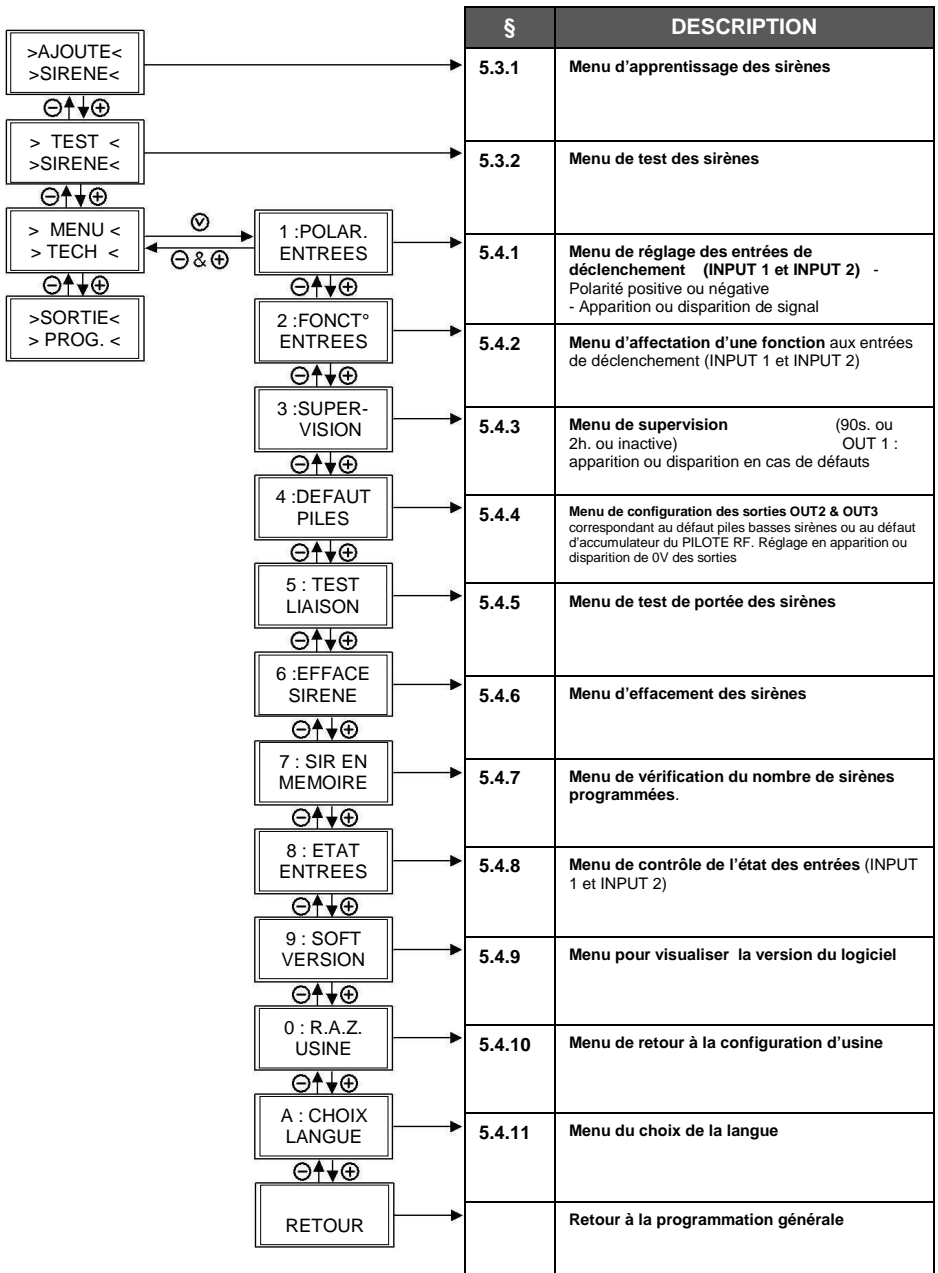 § DESCRIPTION
>AJOUTE<
>SIRENE<
5.3.1 Menu d'apprentissage des sirènes
⊖ ⊕
> TEST <
>SIRENE<
5.3.2 Menu de test des sirènes
⊖ ⊕
> MENU <
> TECH <
⊖ & ⊕
1 :POLAR.
ENTREES
5.4.1 Menu de réglage des entrées de
déclenchement (INPUT 1 et INPUT 2) -
Polarité positive ou négative
- Apparition ou disparition de signal
⊖ ⊕
>SORTIE<
> PROG. <
⊖ ⊕
2 :FONCT°
ENTREES
5.4.2 Menu d'affectation d'une fonction aux entrées
de déclenchement (INPUT 1 et INPUT 2)
⊖ ⊕
3 :SUPER-
VISION
5.4.3 Menu de supervision (90s. ou
2h. ou inactive) OUT 1 :
apparition ou disparition en cas de défauts
⊖ ⊕
4 :DEFAUT
PILES
5.4.4 Menu de configuration des sorties OUT2 & OUT3
correspondant au défaut piles basses sirènes ou au défaut
d'accumulateur du PILOTE RF. Réglage en apparition ou
disparition de 0V des sorties
⊖ ⊕
5 : TEST
LIAISON
5.4.5 Menu de test de portée des sirènes
⊖ ⊕
6 :EFFACE
SIRENE
5.4.6 Menu d'effacement des sirènes
⊖ ⊕
7 : SIR EN
MEMOIRE
5.4.7 Menu de vérification du nombre de sirènes
programmées.
⊖ ⊕
8 : ETAT
ENTREES
5.4.8 Menu de contrôle de l'état des entrées (INPUT
1 et INPUT 2)
⊖ ⊕
9 : SOFT
VERSION
5.4.9 Menu pour visualiser la version du logiciel
⊖ ⊕
0 : R.A.Z.
USINE
5.4.10 Menu de retour à la configuration d'usine
⊖ ⊕
A : CHOIX
LANGUE
5.4.11 Menu du choix de la langue
⊖ ⊕
RETOUR
Retour à la programmation générale